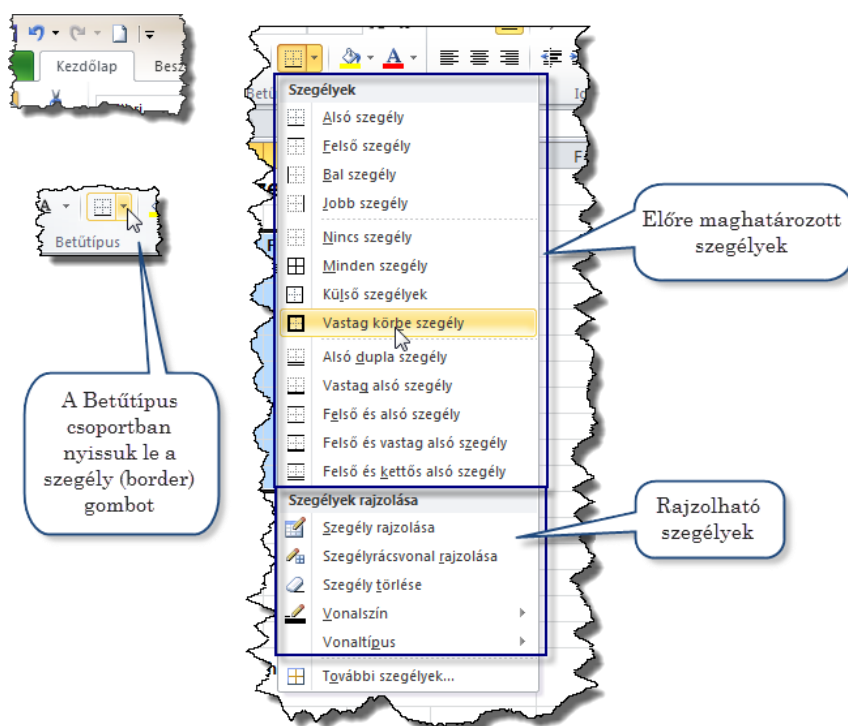 Kezdőlap
Szegélyek
Alsó szegély
Felső szegély
Bal szegély
Jobb szegély
Nincs szegély
Minden szegély
Külső szegélyek
Vastag körbe szegély
Alsó dupla szegély
Vastag alsó szegély
Felső és alsó szegély
Felső és vastag alsó szegély
Felső és kettős alsó szegély
Szegélyek rajzolása
Szegély rajzolása
Szegélyrácsvonal rajzolása
Szegély törlése
Vonalszín
Vonaltípus
További szegélyek...
A
Betűtípus
A Betűtípus
csoportban
nyissuk le a
szegély (border)
gombot
Előre maghatározott
szegélyek
Rajzolható
szegélyek